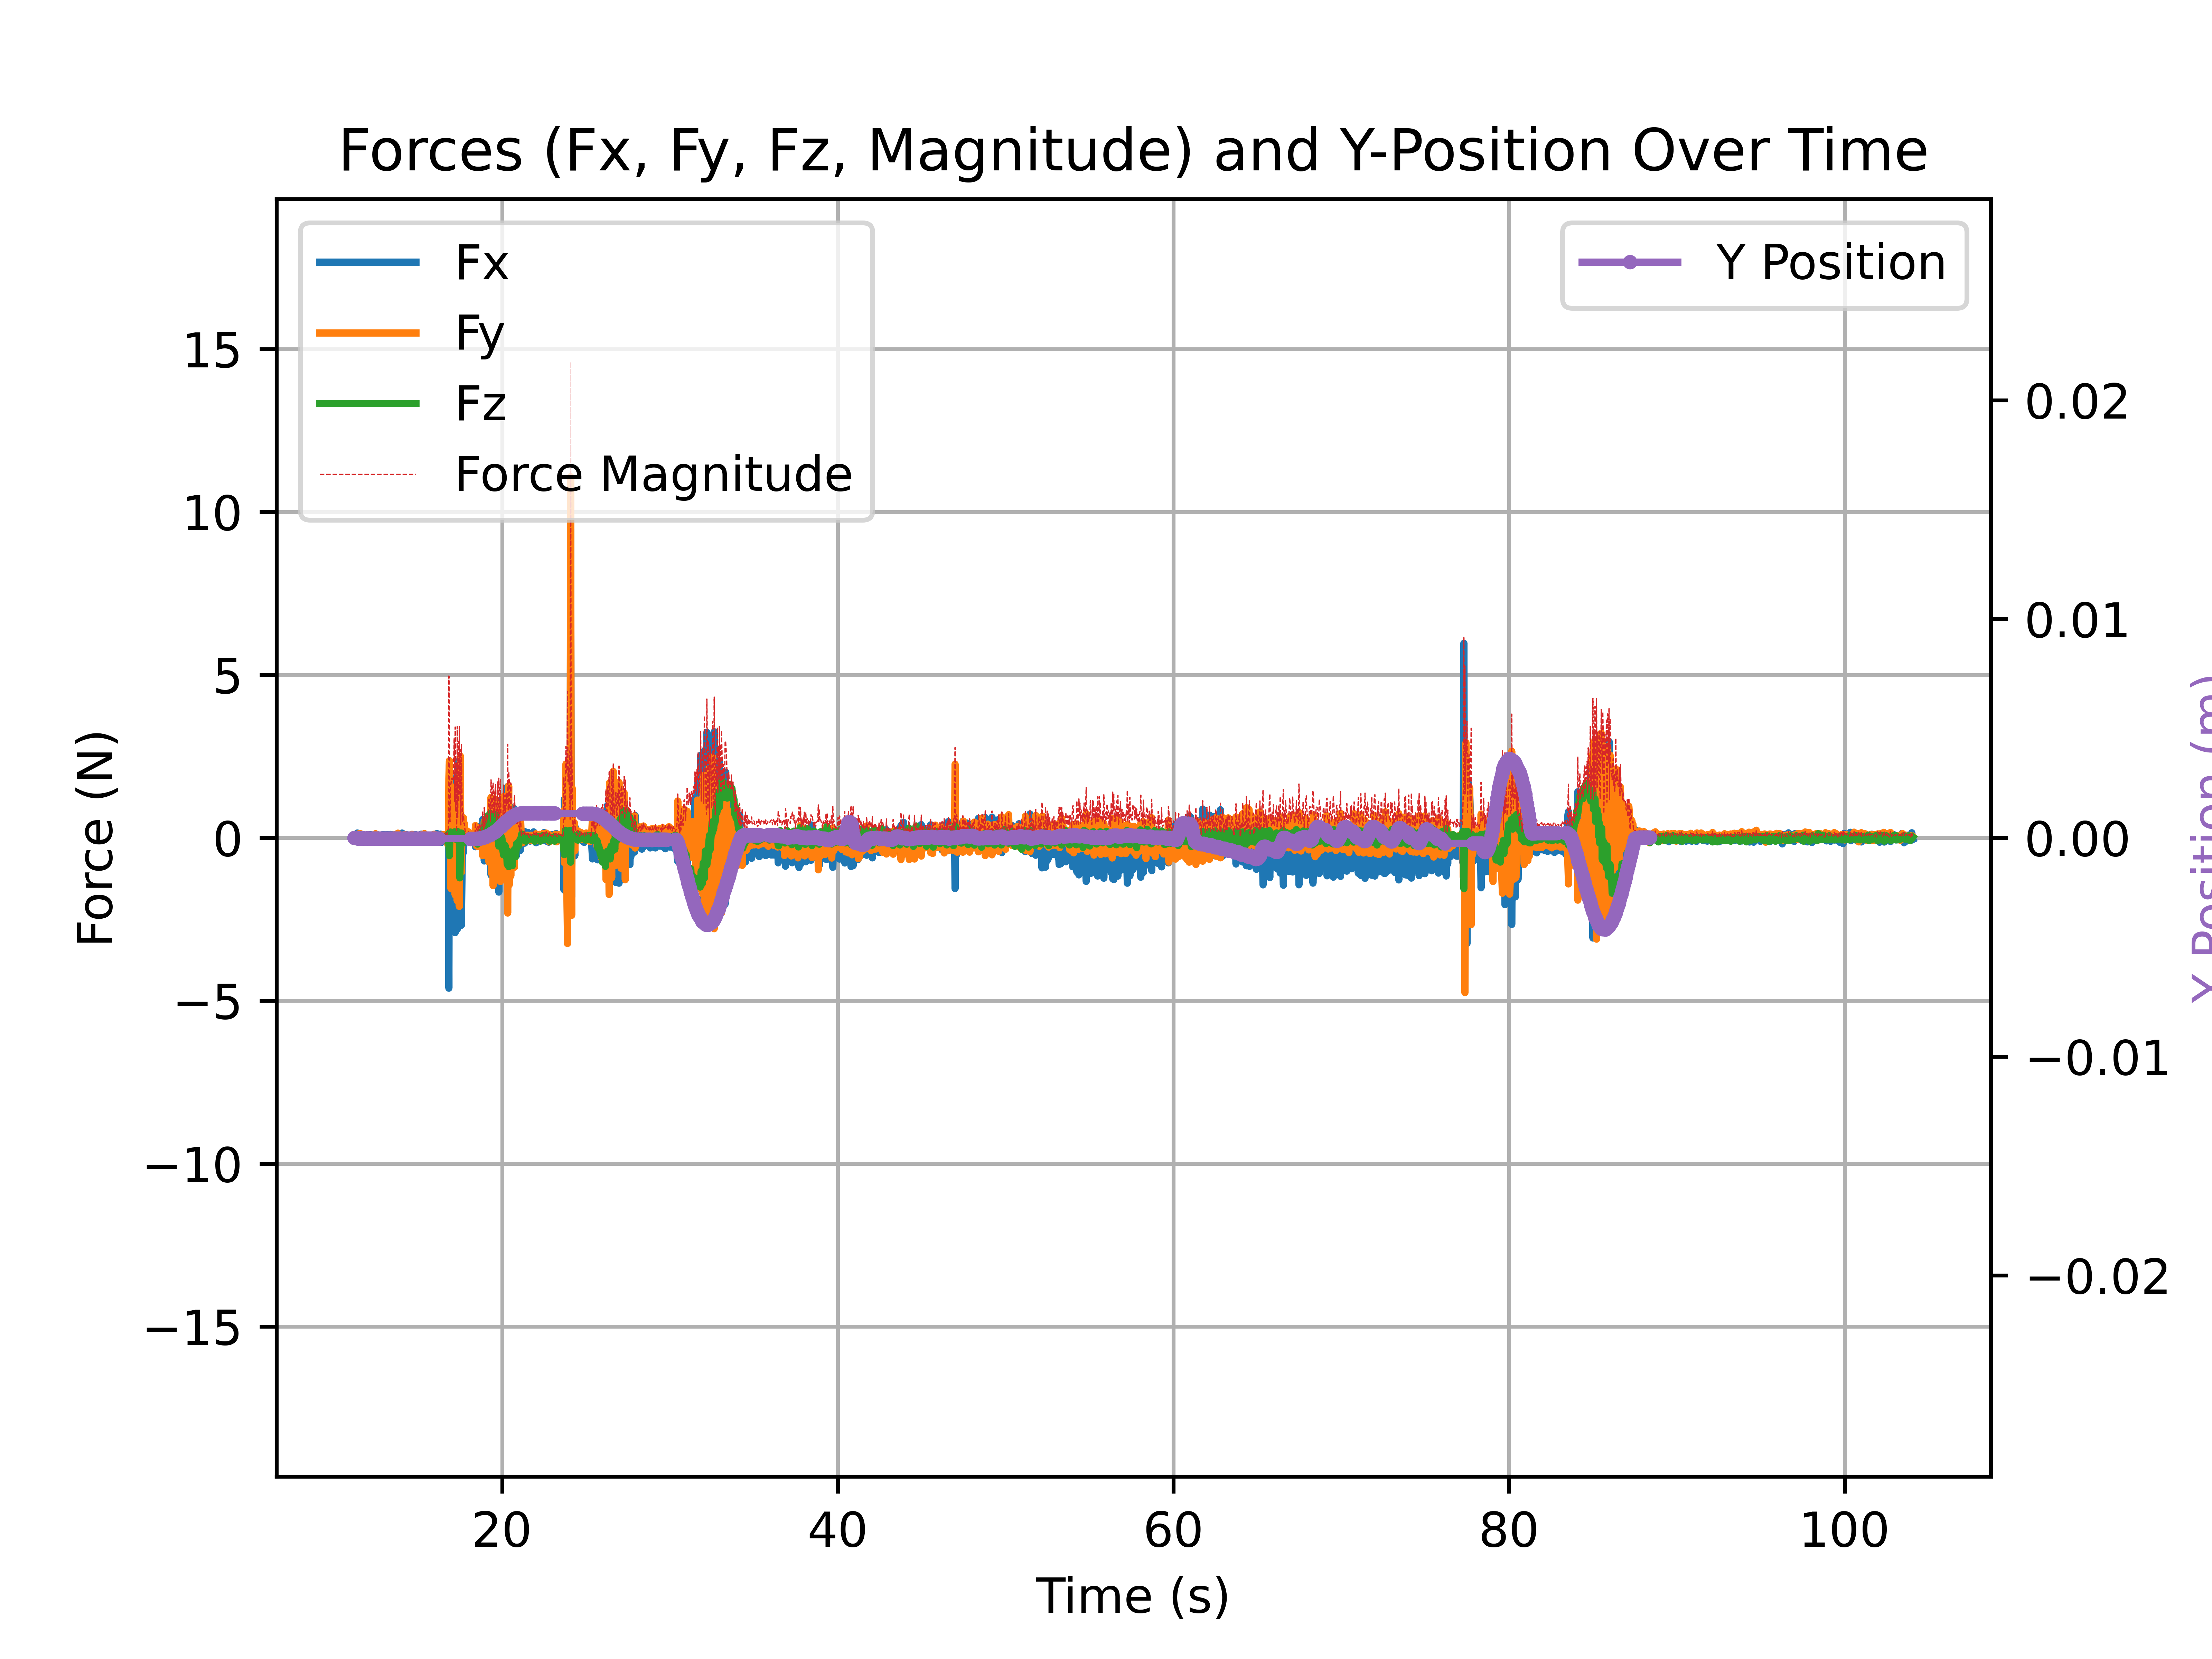 Forces (Fx, Fy, Fz, Magnitude) and Y-Position Over Time
Fx
Fy
Fz
Force Magnitude
Y Position
15
10
5
0
−5
−10
−15
Force (N)
0.02
0.01
0.00
−0.01
−0.02
Y Position (m)
20
40
60
80
100
Time (s)